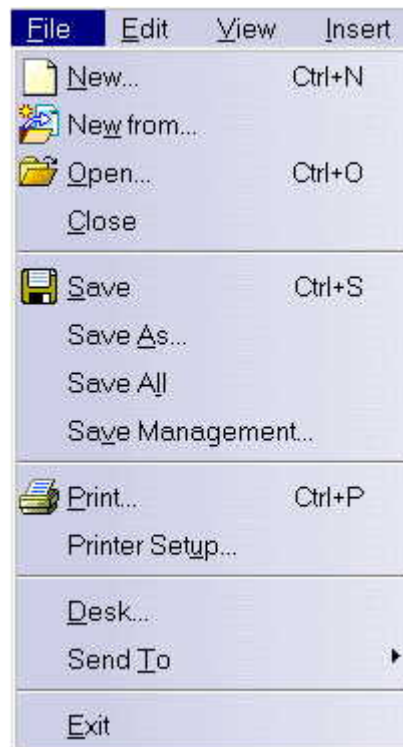 File Edit View Insert
New... Ctrl+N
New from...
Open... Ctrl+O
Close
Save Ctrl+S
Save As...
Save All
Save Management...
Print... Ctrl+P
Printer Setup...
Desk...
Send To
Exit